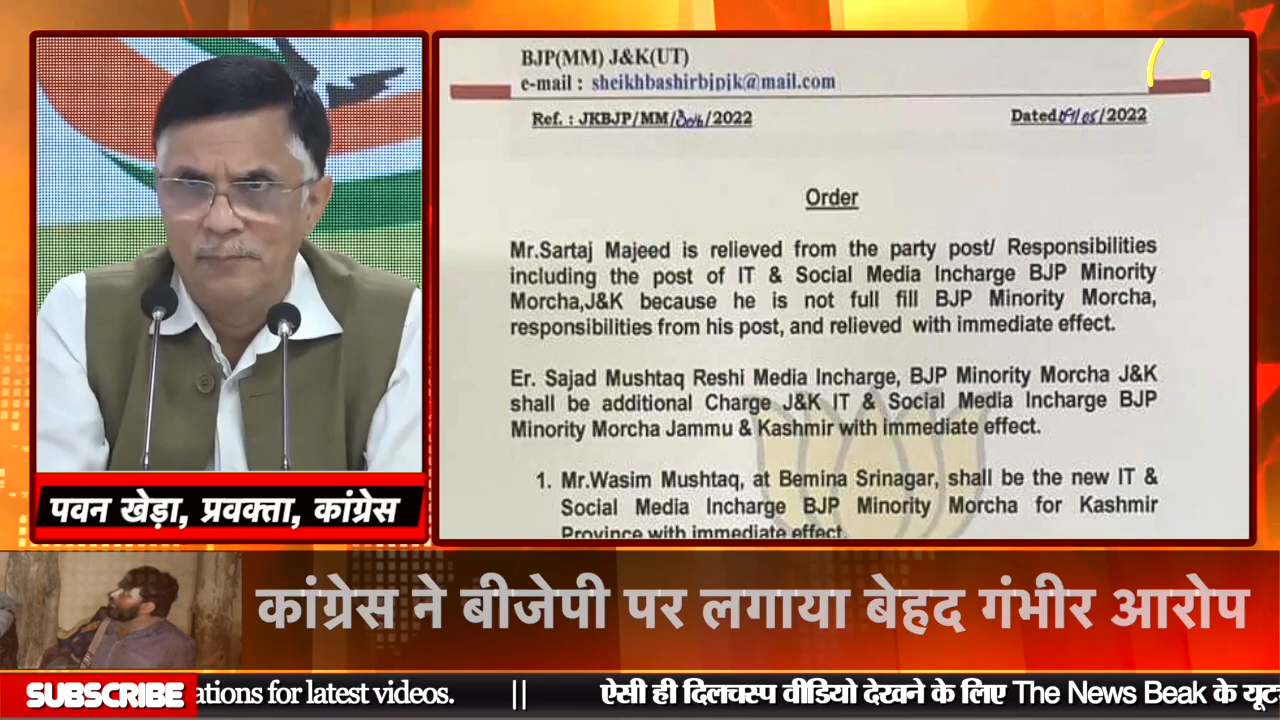 BJP(MM) J&K(UT)
e-mail : sheikhbashirbjpjk@mail.com
Ref. : JKBJP/MM/ /2022
Dated 09/05/2022
Order
Mr.Sartaj Majeed is relieved from the party post/ Responsibilities
including the post of IT & Social Media Incharge BJP Minority
Morcha,J&K because he is not full fill BJP Minority Morcha,
responsibilities from his post, and relieved with immediate effect.
Er. Sajad Mushtaq Reshi Media Incharge, BJP Minority Morcha J&K
shall be additional Charge J&K IT & Social Media Incharge BJP
Minority Morcha Jammu & Kashmir with immediate effect.
1. Mr.Wasim Mushtaq, at Bemina Srinagar, shall be the new IT &
Social Media Incharge BJP Minority Morcha for Kashmir
Province with immediate effect.
पवन खेड़ा, प्रवक्ता, कांग्रेस
कांग्रेस ने बीजेपी पर लगाया बेहद गंभीर आरोप
SUBSCRIBE ations for latest videos. || ऐसी ही दिलचस्प वीडियो देखने के लिए The News Beak के यूट